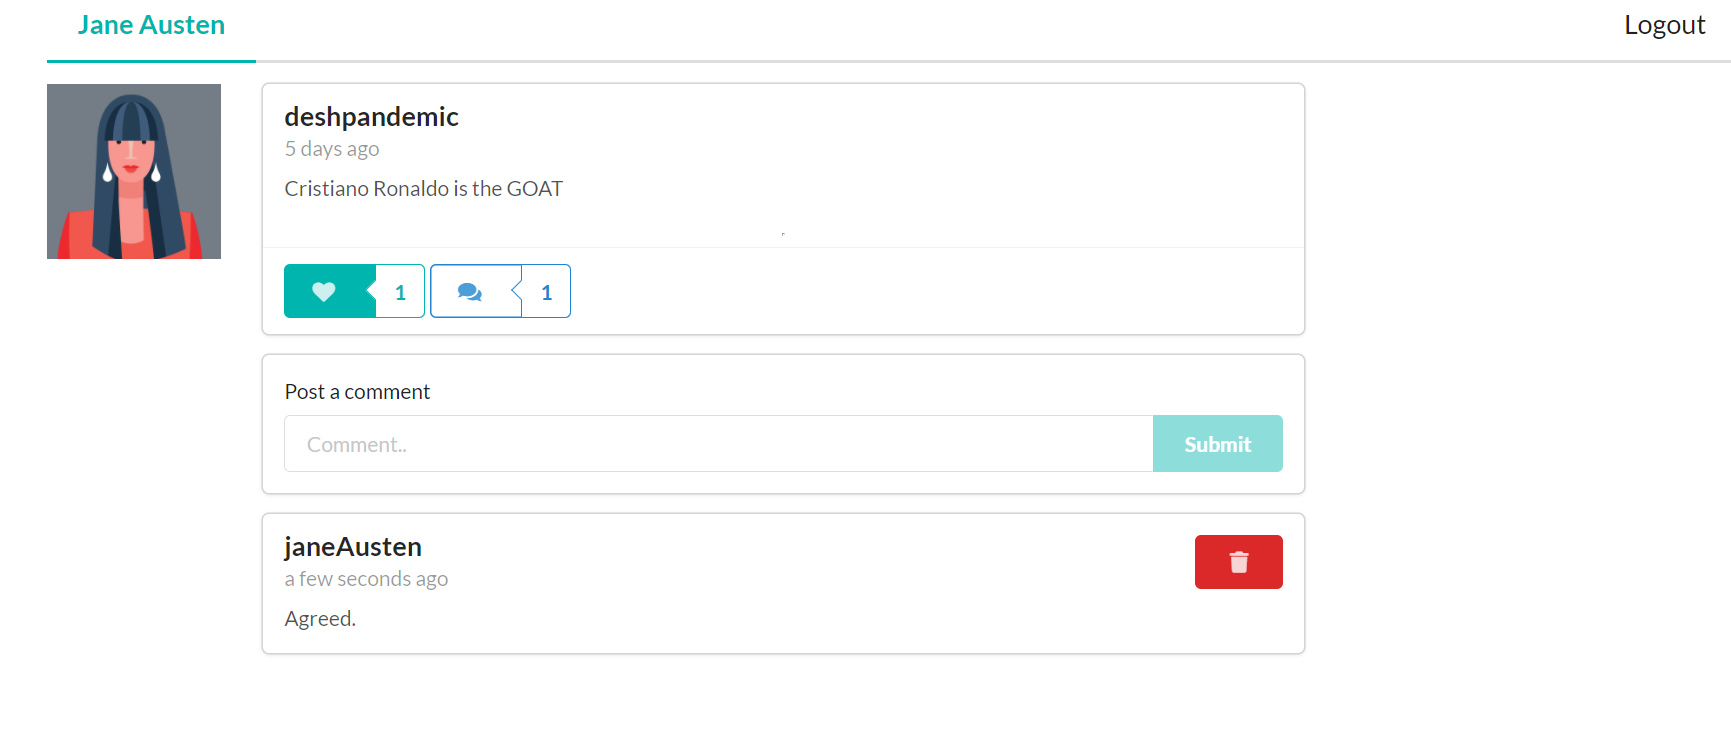 Jane Austen
Logout
deshpandemic
5 days ago
Cristiano Ronaldo is the GOAT
1
1
Post a comment
Comment..
Submit
janeAusten
a few seconds ago
Agreed.